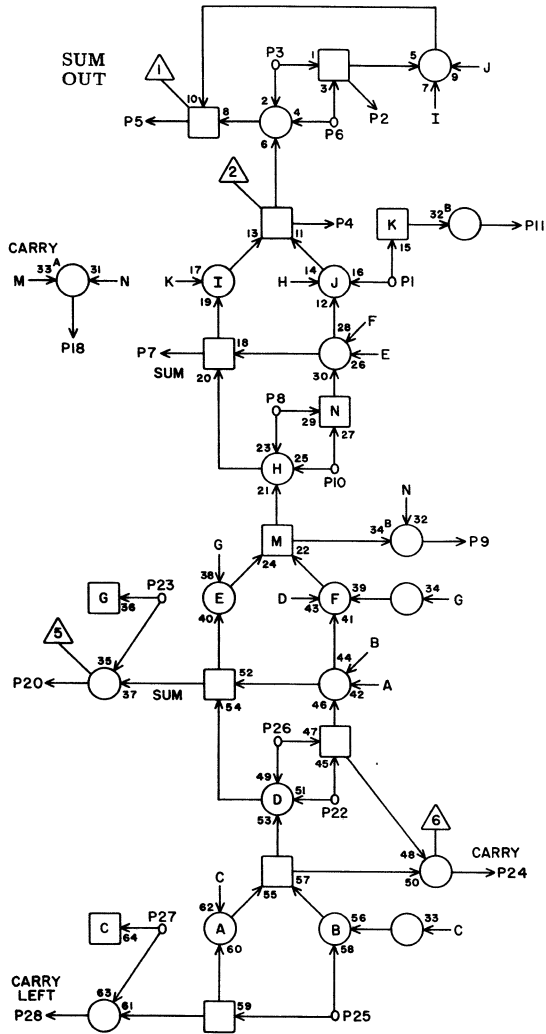 SUM
OUT
1
P3
1
5
J
9
7
3
I
10
8
2
4
6
P5
P6
P2
2
13
11
P4
K
32 B
P11
15
CARRY
33 A
31
M
N
P18
K
17
I
19
H
14
J
16
12
P1
28
F
E
26
30
P7
18
20
SUM
P8
29
N
27
23
H
25
21
P10
N
G
M
34 B
32
P9
24
22
38
E
40
D
43
F
39
41
34
G
P23
G
36
5
35
37
P20
SUM
52
54
44
B
A
42
46
P26
47
45
49
D
51
53
P22
6
48
50
CARRY
P24
C
55
57
62
A
60
B
56
58
33
C
P27
C
64
CARRY
LEFT
P28
63
61
59
P25